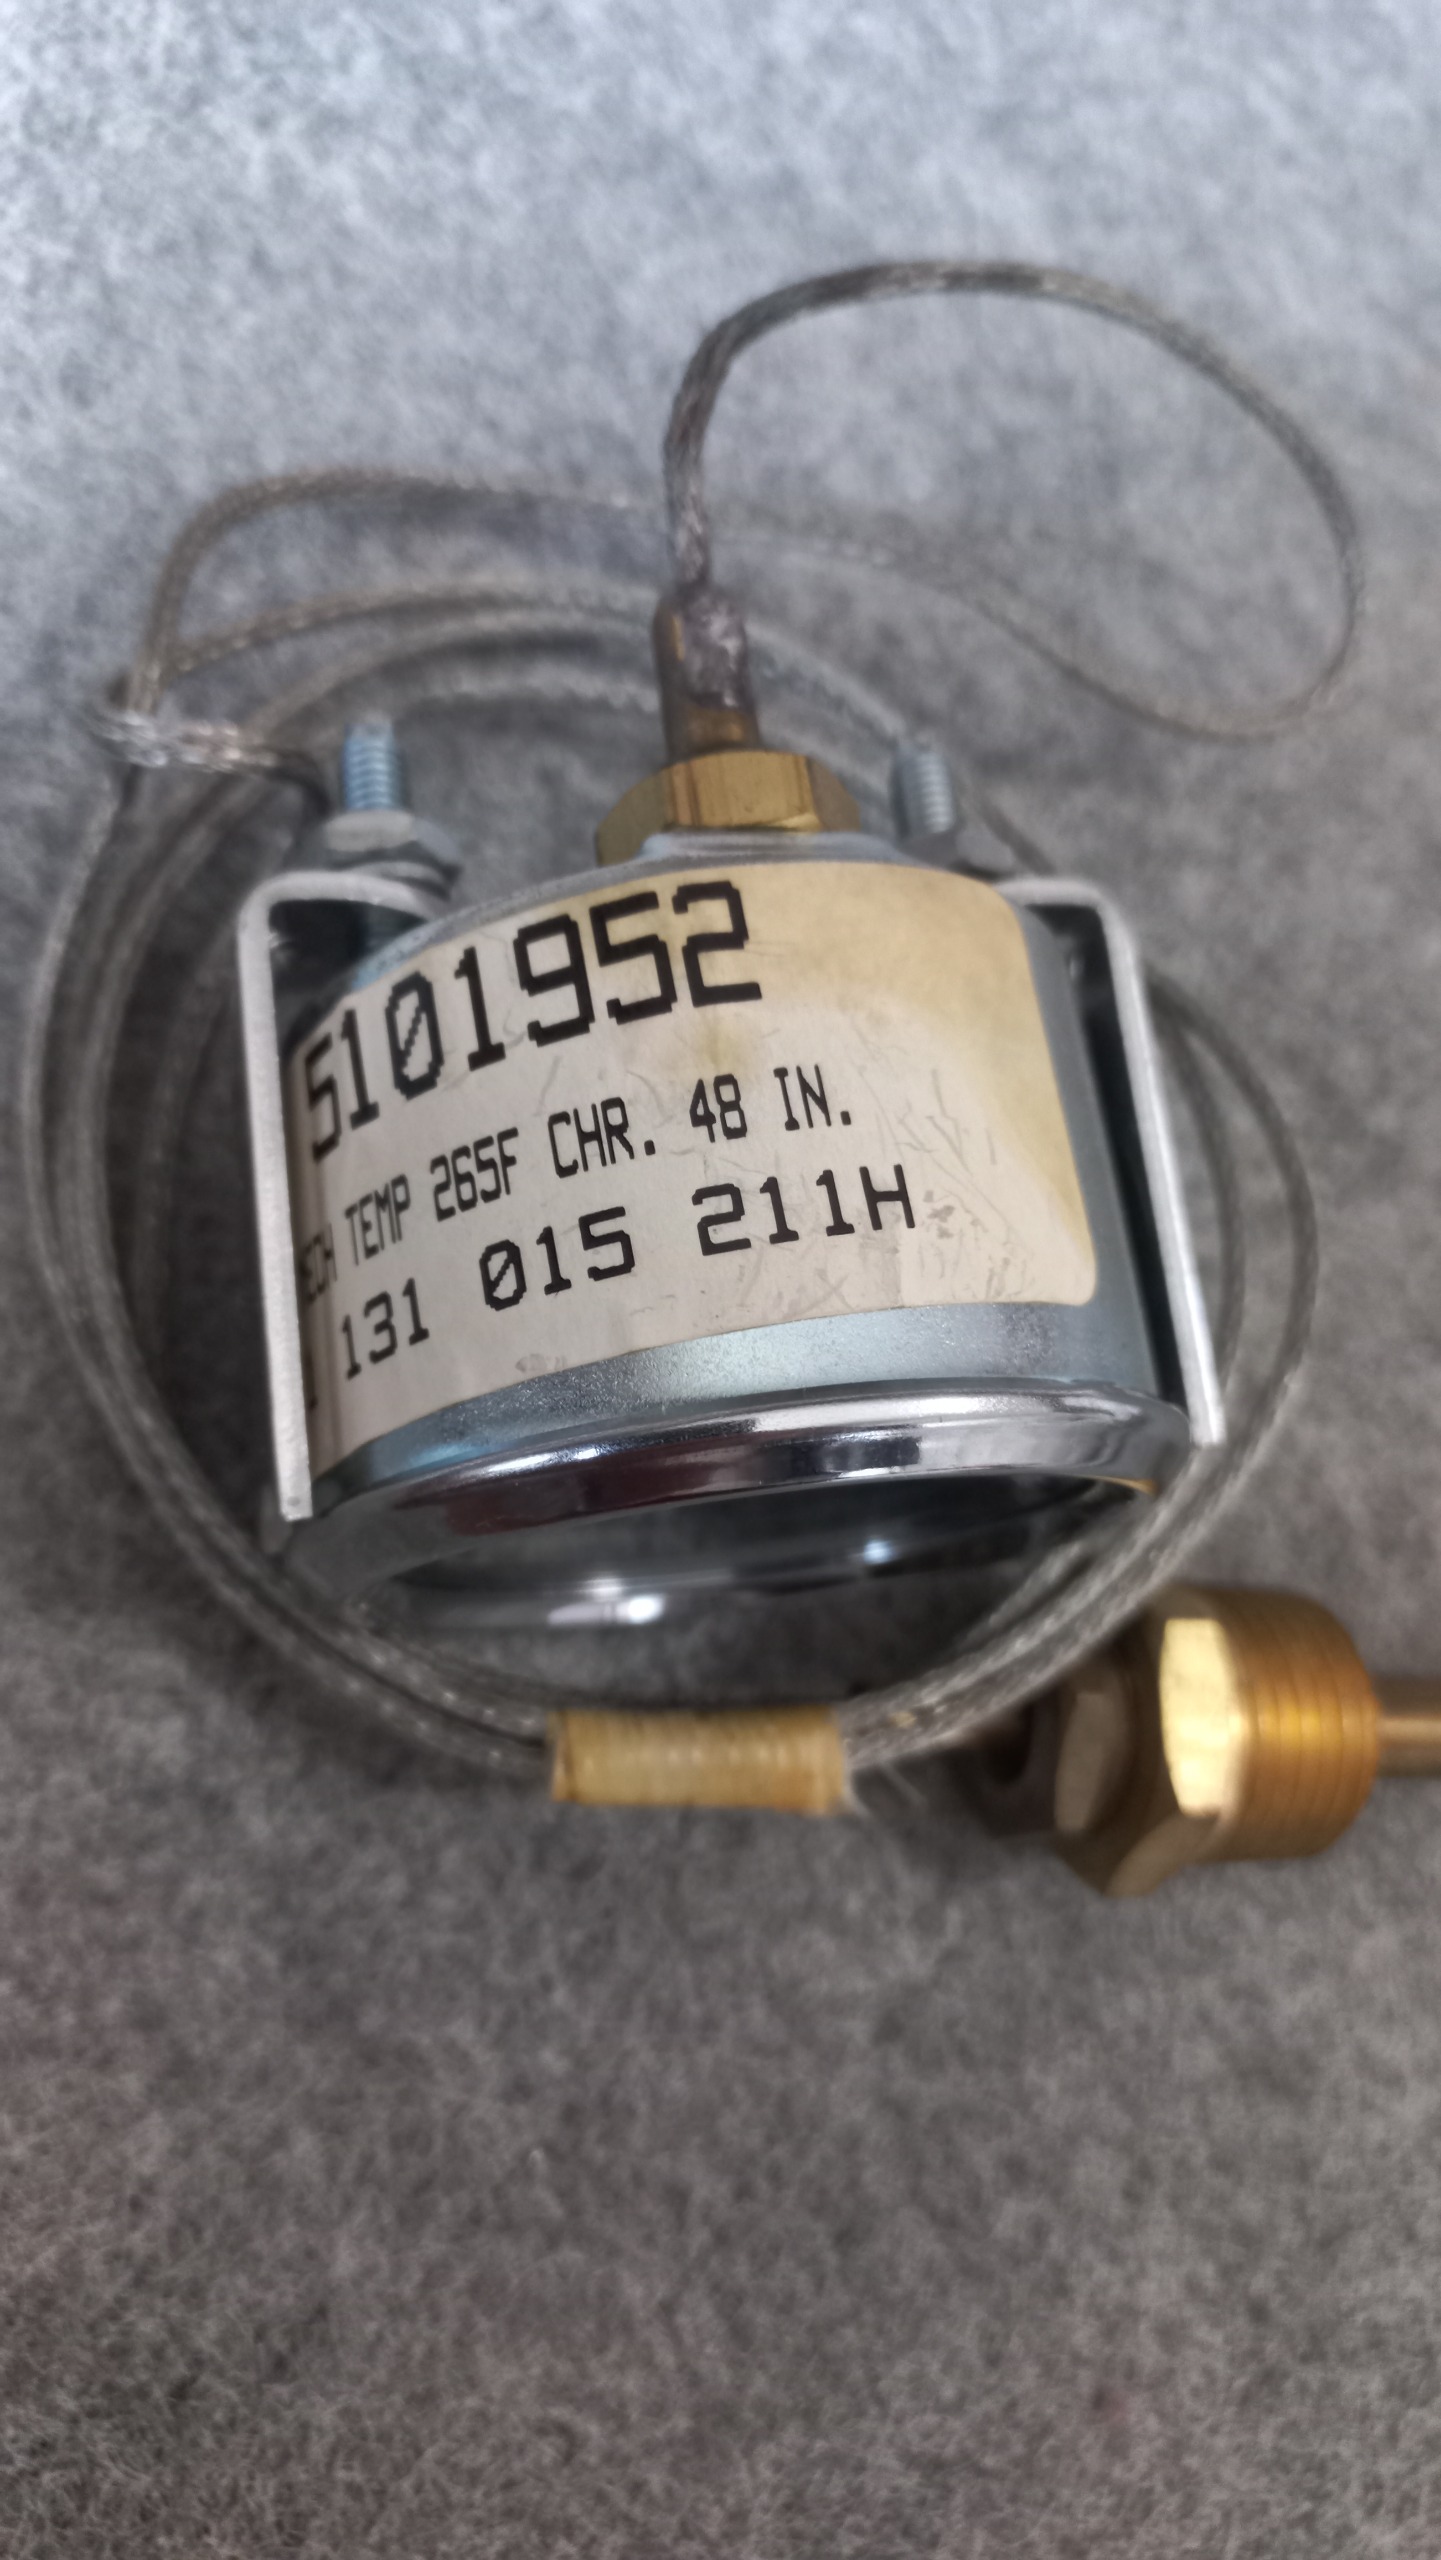 5101952
TEMP 265F CHR. 48 IN.
131 015 211H